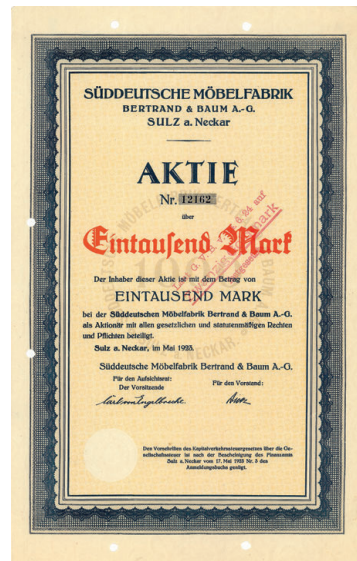 SÜDDEUTSCHE MÖBELFABRIK
BERTRAND & BAUM A.-G.
SULZ a. Neckar
AKTIE
Nr. 12162
über
Eintausend Mark
Der Inhaber dieser Aktie ist mit dem Betrag von
EINTAUSEND MARK
bei der Süddeutschen Möbelfabrik Bertrand & Baum A.-G.
als Aktionär mit allen gesetzlichen und statutenmäßigen Rechten
und Pflichten beteiligt.
Sulz a. Neckar, im Mai 1923.
Süddeutsche Möbelfabrik Bertrand & Baum A.-G.
Für den Aufsichtsrat:
Der Vorsitzende
Für den Vorstand:
Den Vorschriften des Kapitalverkehrsteuergesetzes über die Ge-
sellschaftssteuer ist nach der Bescheinigung des Finanzamts
Sulz a. Neckar vom 17. Mai 1923 Nr. 3 des
Anmeldungsbuchs genügt.